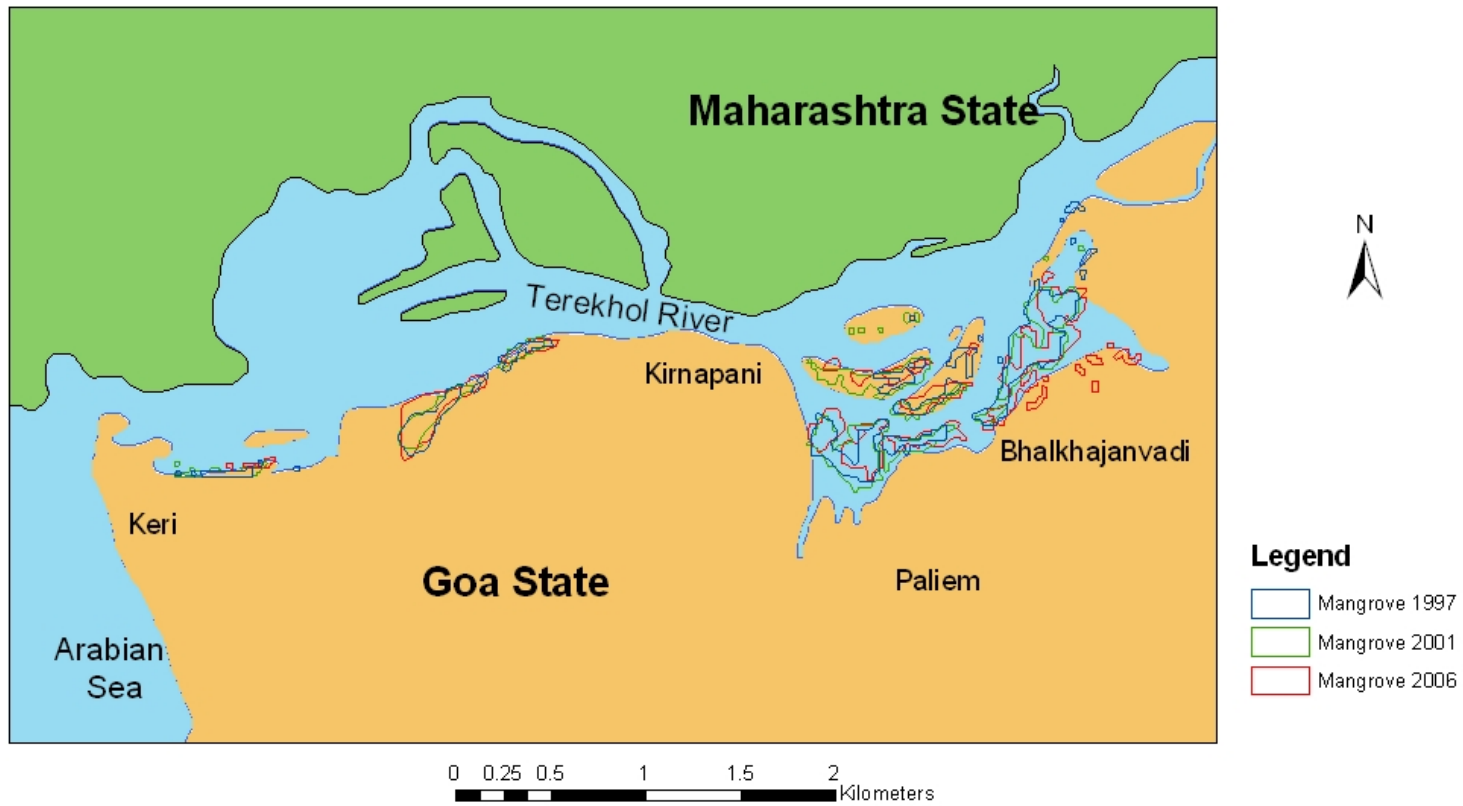 Maharashtra State
Terekhol River
Kirnapani
Bhalkhajanvadi
Keri
Goa State
Paliem
Arabian
Sea
N
Legend
Mangrove 1997
Mangrove 2001
Mangrove 2006
0 0.25 0.5 1 1.5 2
Kilometers